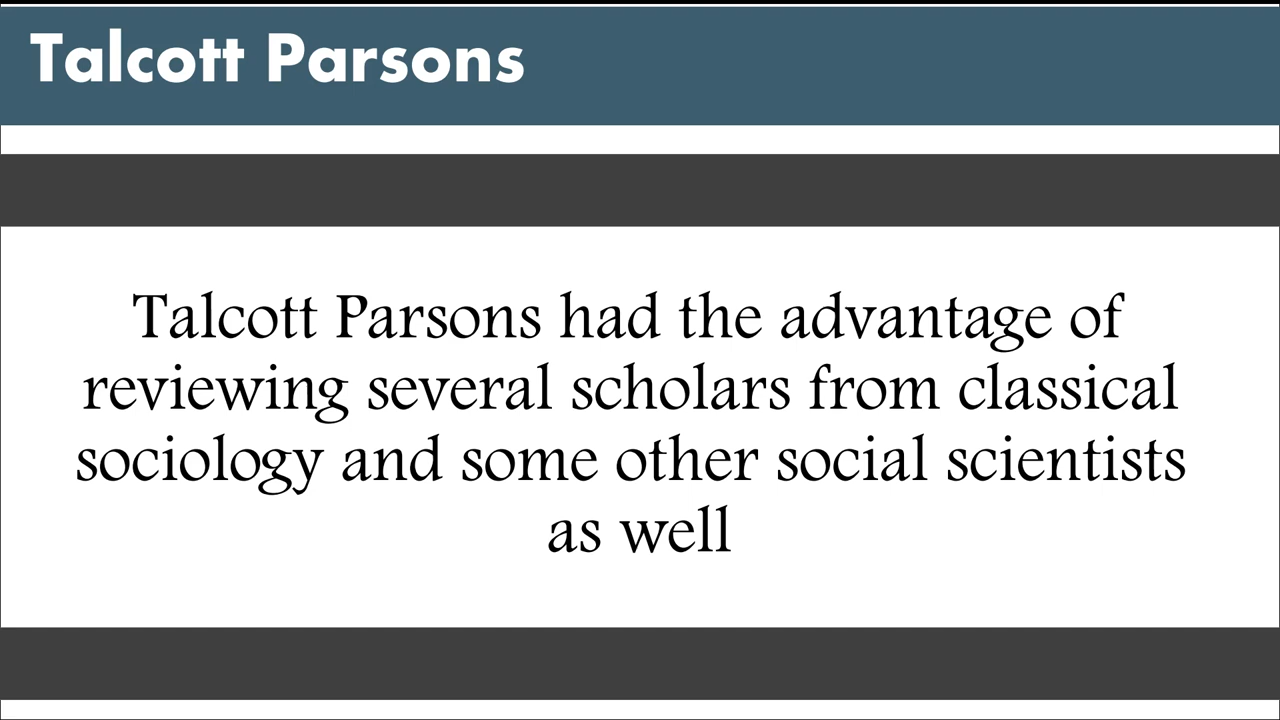 Talcott Parsons
Talcott Parsons had the advantage of
reviewing several scholars from classical
sociology and some other social scientists
as well